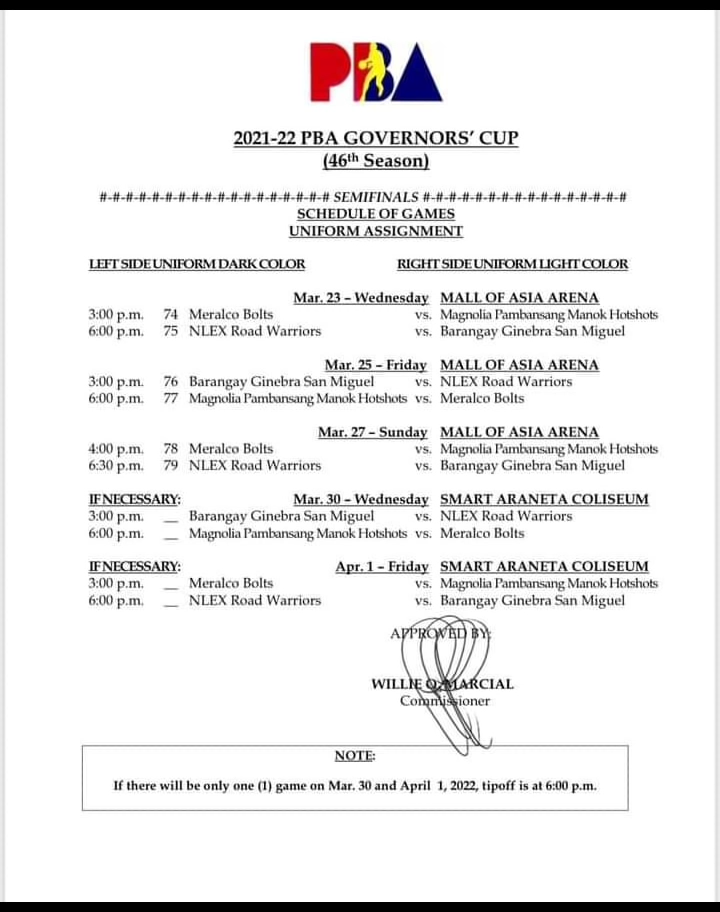 PBA
2021-22 PBA GOVERNORS' CUP
(46th Season)
#-#-#-#-#-#-#-#-#-#-#-#-#-#-#-#-#-# SEMIFINALS #-#-#-#-#-#-#-#-#-#-#-#-#-#-#-#
SCHEDULE OF GAMES
UNIFORM ASSIGNMENT
LEFT SIDE UNIFORM DARK COLOR RIGHT SIDE UNIFORM LIGHT COLOR
Mar. 23 – Wednesday MALL OF ASIA ARENA
3:00 p.m. 74 Meralco Bolts vs. Magnolia Pambansang Manok Hotshots
6:00 p.m. 75 NLEX Road Warriors vs. Barangay Ginebra San Miguel
Mar. 25 – Friday MALL OF ASIA ARENA
3:00 p.m. 76 Barangay Ginebra San Miguel vs. NLEX Road Warriors
6:00 p.m. 77 Magnolia Pambansang Manok Hotshots vs. Meralco Bolts
Mar. 27 – Sunday MALL OF ASIA ARENA
4:00 p.m. 78 Meralco Bolts vs. Magnolia Pambansang Manok Hotshots
6:30 p.m. 79 NLEX Road Warriors vs. Barangay Ginebra San Miguel
IF NECESSARY: Mar. 30 – Wednesday SMART ARANETA COLISEUM
3:00 p.m. __ Barangay Ginebra San Miguel vs. NLEX Road Warriors
6:00 p.m. __ Magnolia Pambansang Manok Hotshots vs. Meralco Bolts
IF NECESSARY: Apr. 1 – Friday SMART ARANETA COLISEUM
3:00 p.m. __ Meralco Bolts vs. Magnolia Pambansang Manok Hotshots
6:00 p.m. __ NLEX Road Warriors vs. Barangay Ginebra San Miguel
APPROVED BY:
WILLIE O. MARCIAL
Commissioner
NOTE:
If there will be only one (1) game on Mar. 30 and April 1, 2022, tipoff is at 6:00 p.m.